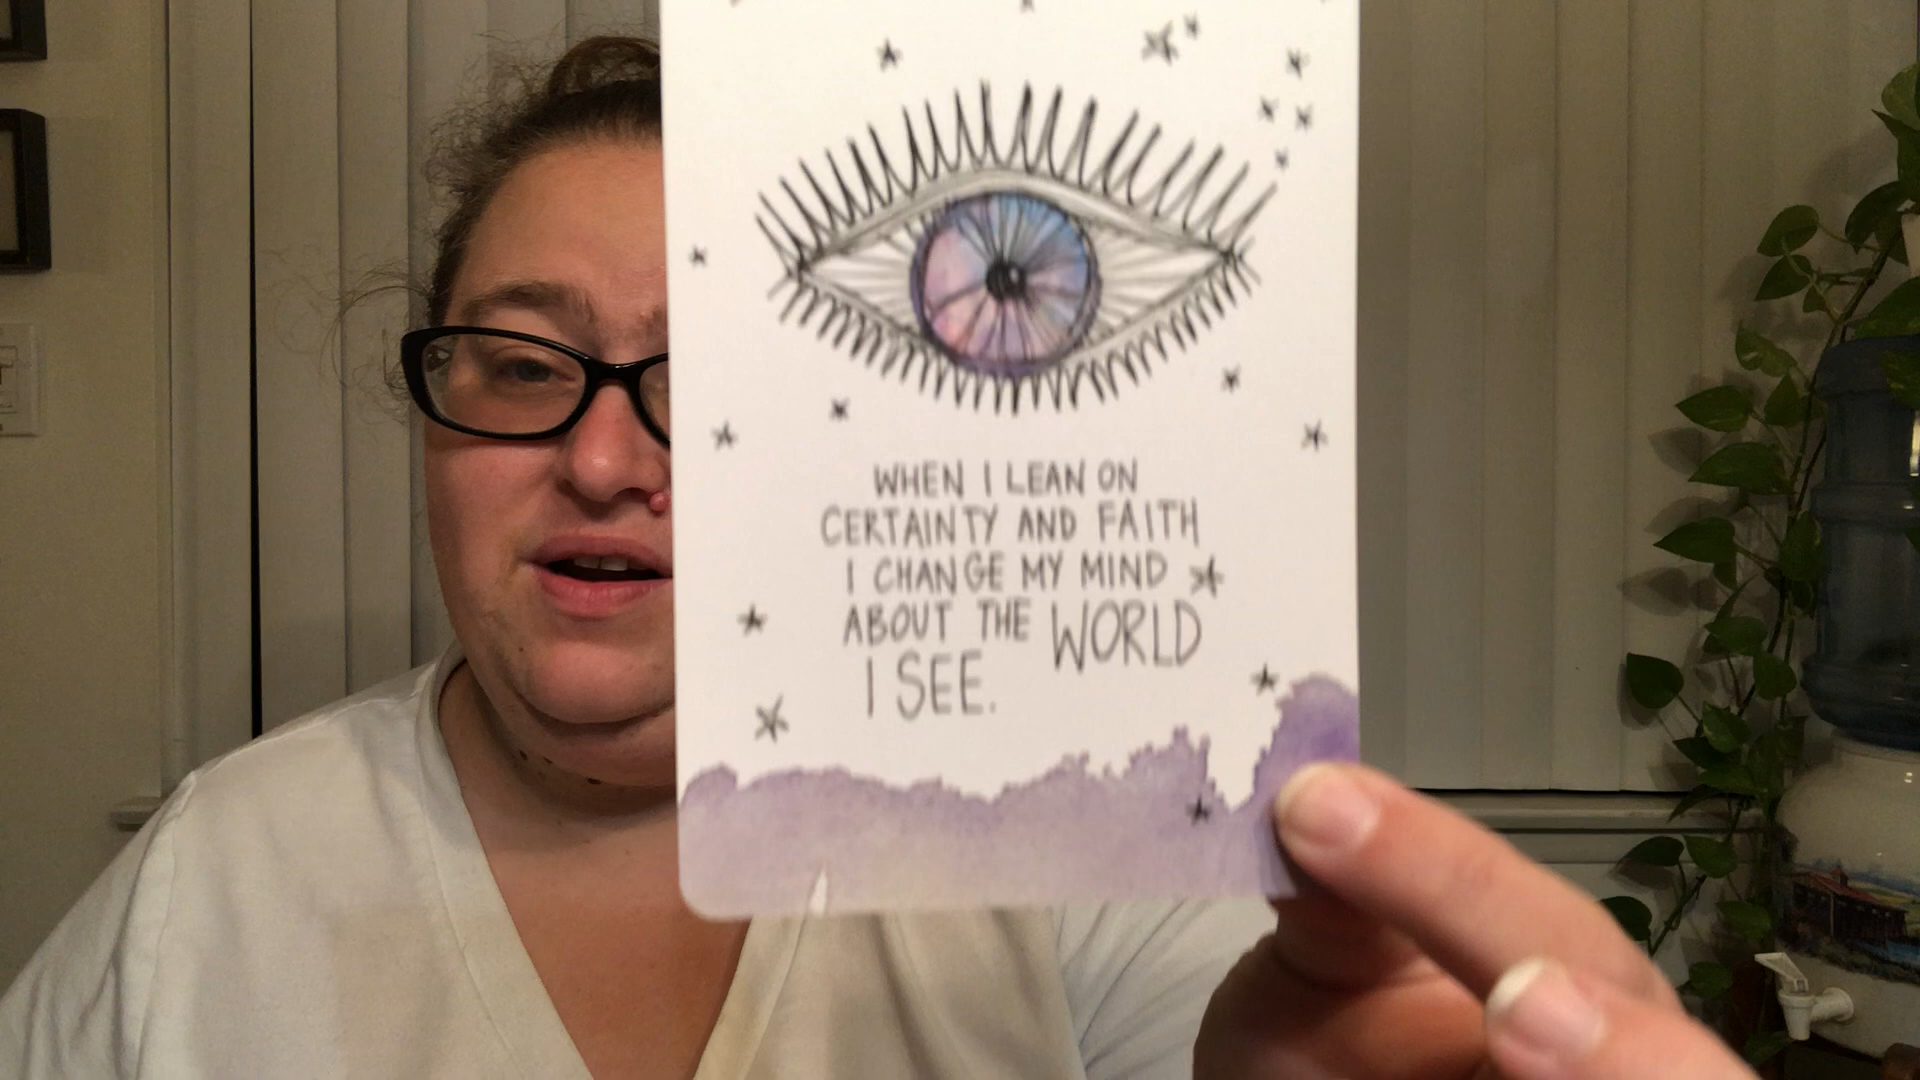 WHEN I LEAN ON
CERTAINTY AND FAITH
I CHANGE MY MIND
ABOUT THE WORLD
I SEE.